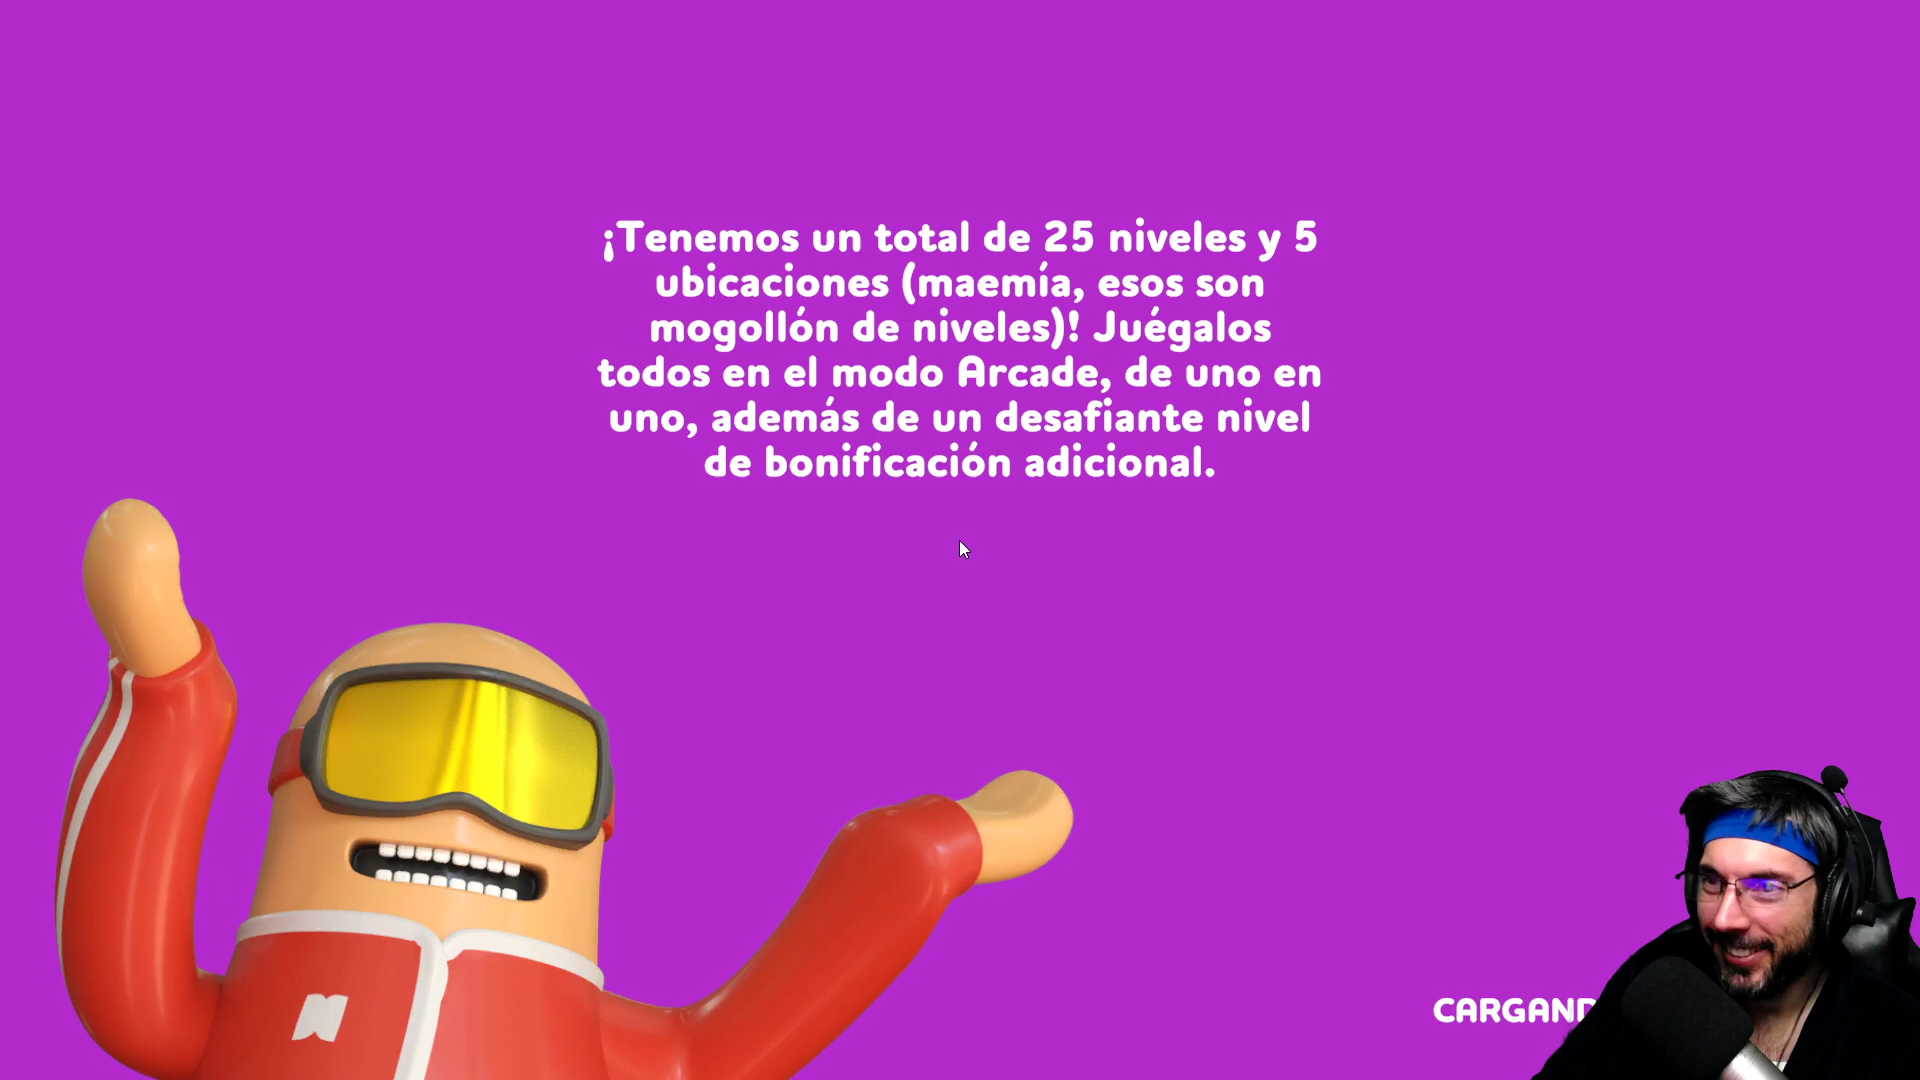 ¡Tenemos un total de 25 niveles y 5
ubicaciones (maemía, esos son
mogollón de niveles)! Juégalos
todos en el modo Arcade, de uno en
uno, además de un desafiante nivel
de bonificación adicional.
CARGAND